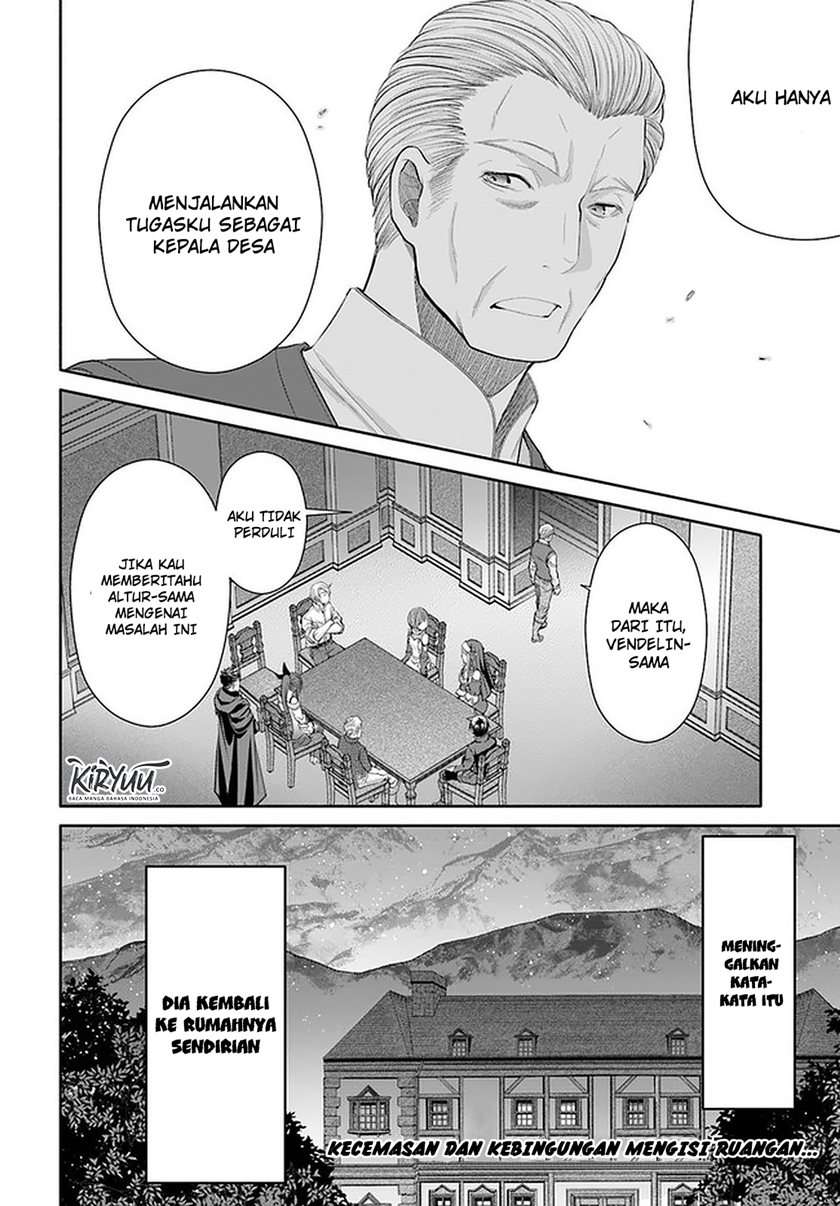 AKU HANYA
MENJALANKAN
TUGASKU SEBAGAI
KEPALA DESA
MAKA
DARI ITU,
VENDELIN-
SAMA
AKU TIDAK
PERDULI
JIKA KAU
MEMBERITAHU
ALTUR-SAMA
MENGENAI
MASALAH INI
KIRYUU.CO
BACA MANGA BAHASA INDONESIA
MENING-
GALKAN
KATA-
KATA ITU
DIA KEMBALI
KE RUMAHNYA
SENDIRIAN
KECEMASAN DAN KEBINGUNGAN MENGISI RUANGAN...